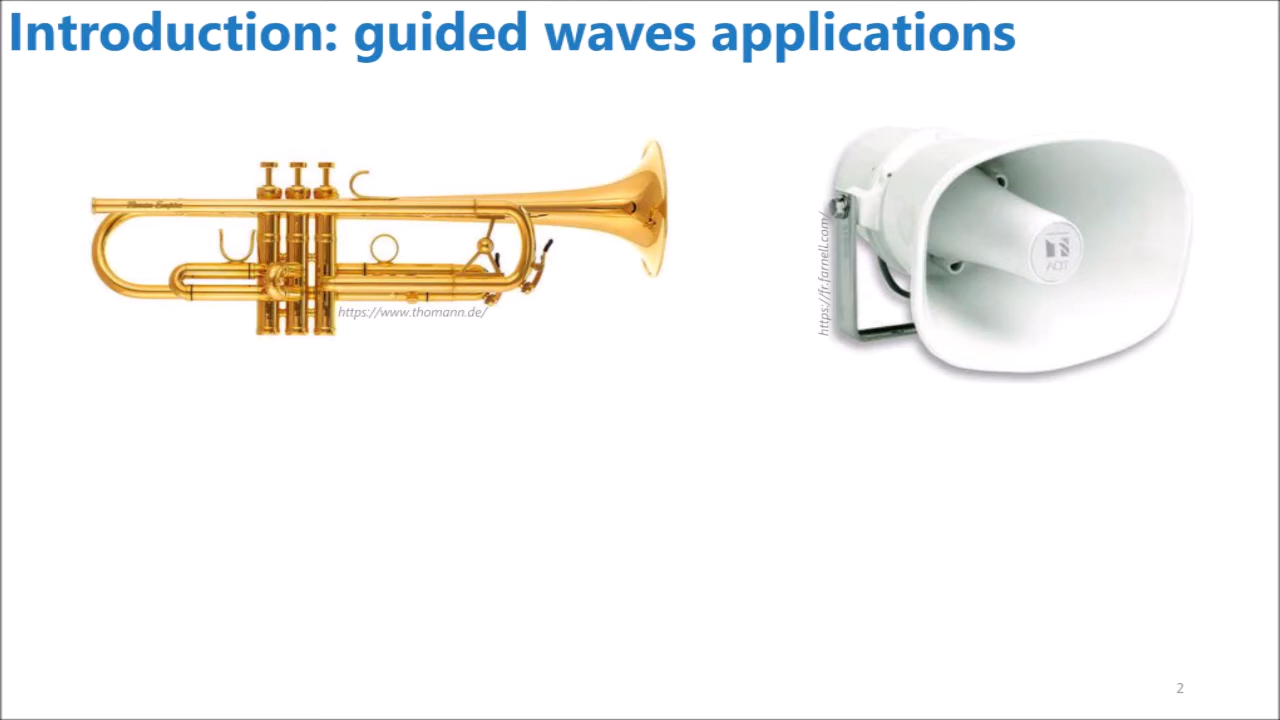 Introduction: guided waves applications
https://www.thomann.de/
https://fr.farnell.com/
2